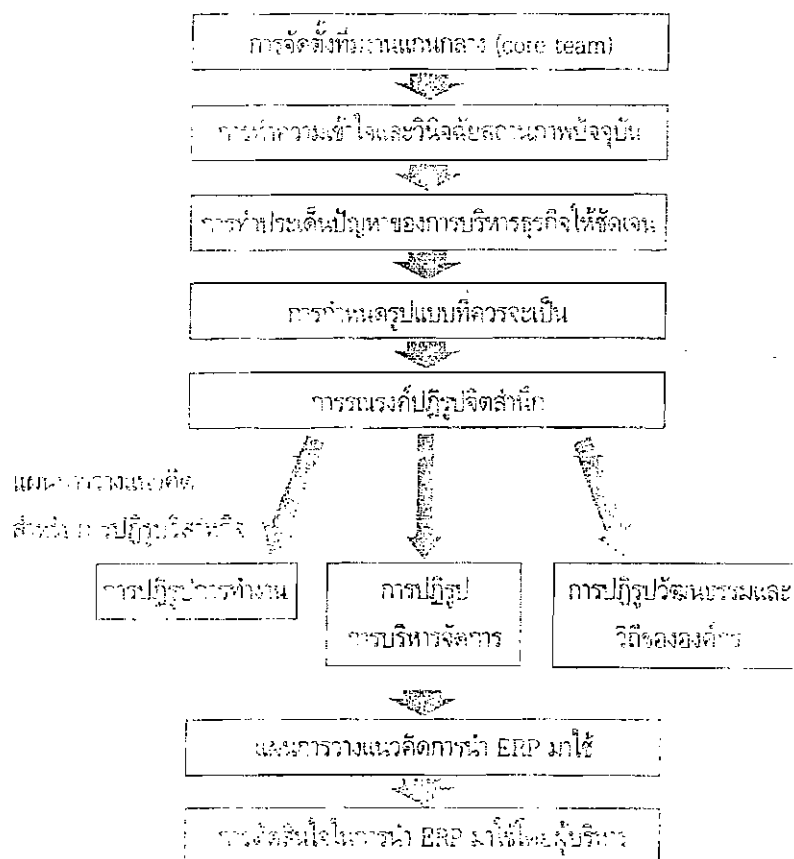 การจัดตั้งทีมงานแกนกลาง (core team)
การทำความเข้าใจและวินิจฉัยสถานภาพปัจจุบัน
การทำประเด็นปัญหาของการบริหารธุรกิจให้ชัดเจน
การกำหนดรูปแบบที่ควรจะเป็น
การรณรงค์ปฏิรูปจิตสำนึก
แผนการวางแนวคิด
สำหรับการปฏิรูปวิสาหกิจ
การปฏิรูปการทำงาน
การปฏิรูป
การบริหารจัดการ
การปฏิรูปวัฒนธรรมและ
วิถีขององค์กร
แผนการวางแนวคิดการนำ ERP มาใช้
การตัดสินใจในการนำ ERP มาใช้โดยผู้บริหาร